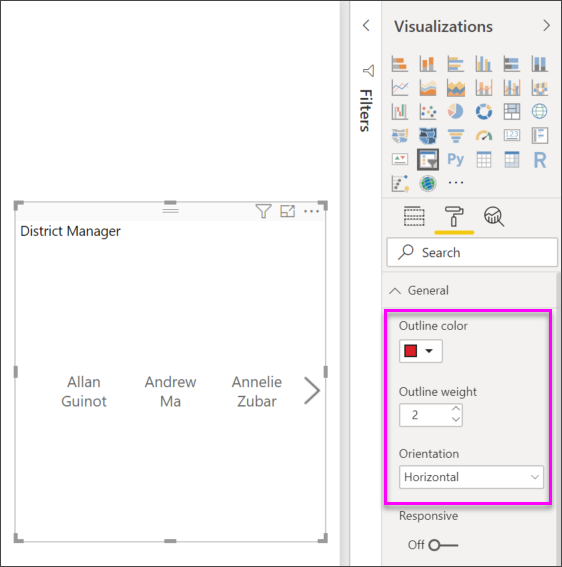 Visualizations
Filters
123
Py
R
District Manager
Search
General
Outline color
Allan
Guinot
Andrew
Ma
Annelie
Zubar
Outline weight
2
Orientation
Horizontal
Responsive
Off